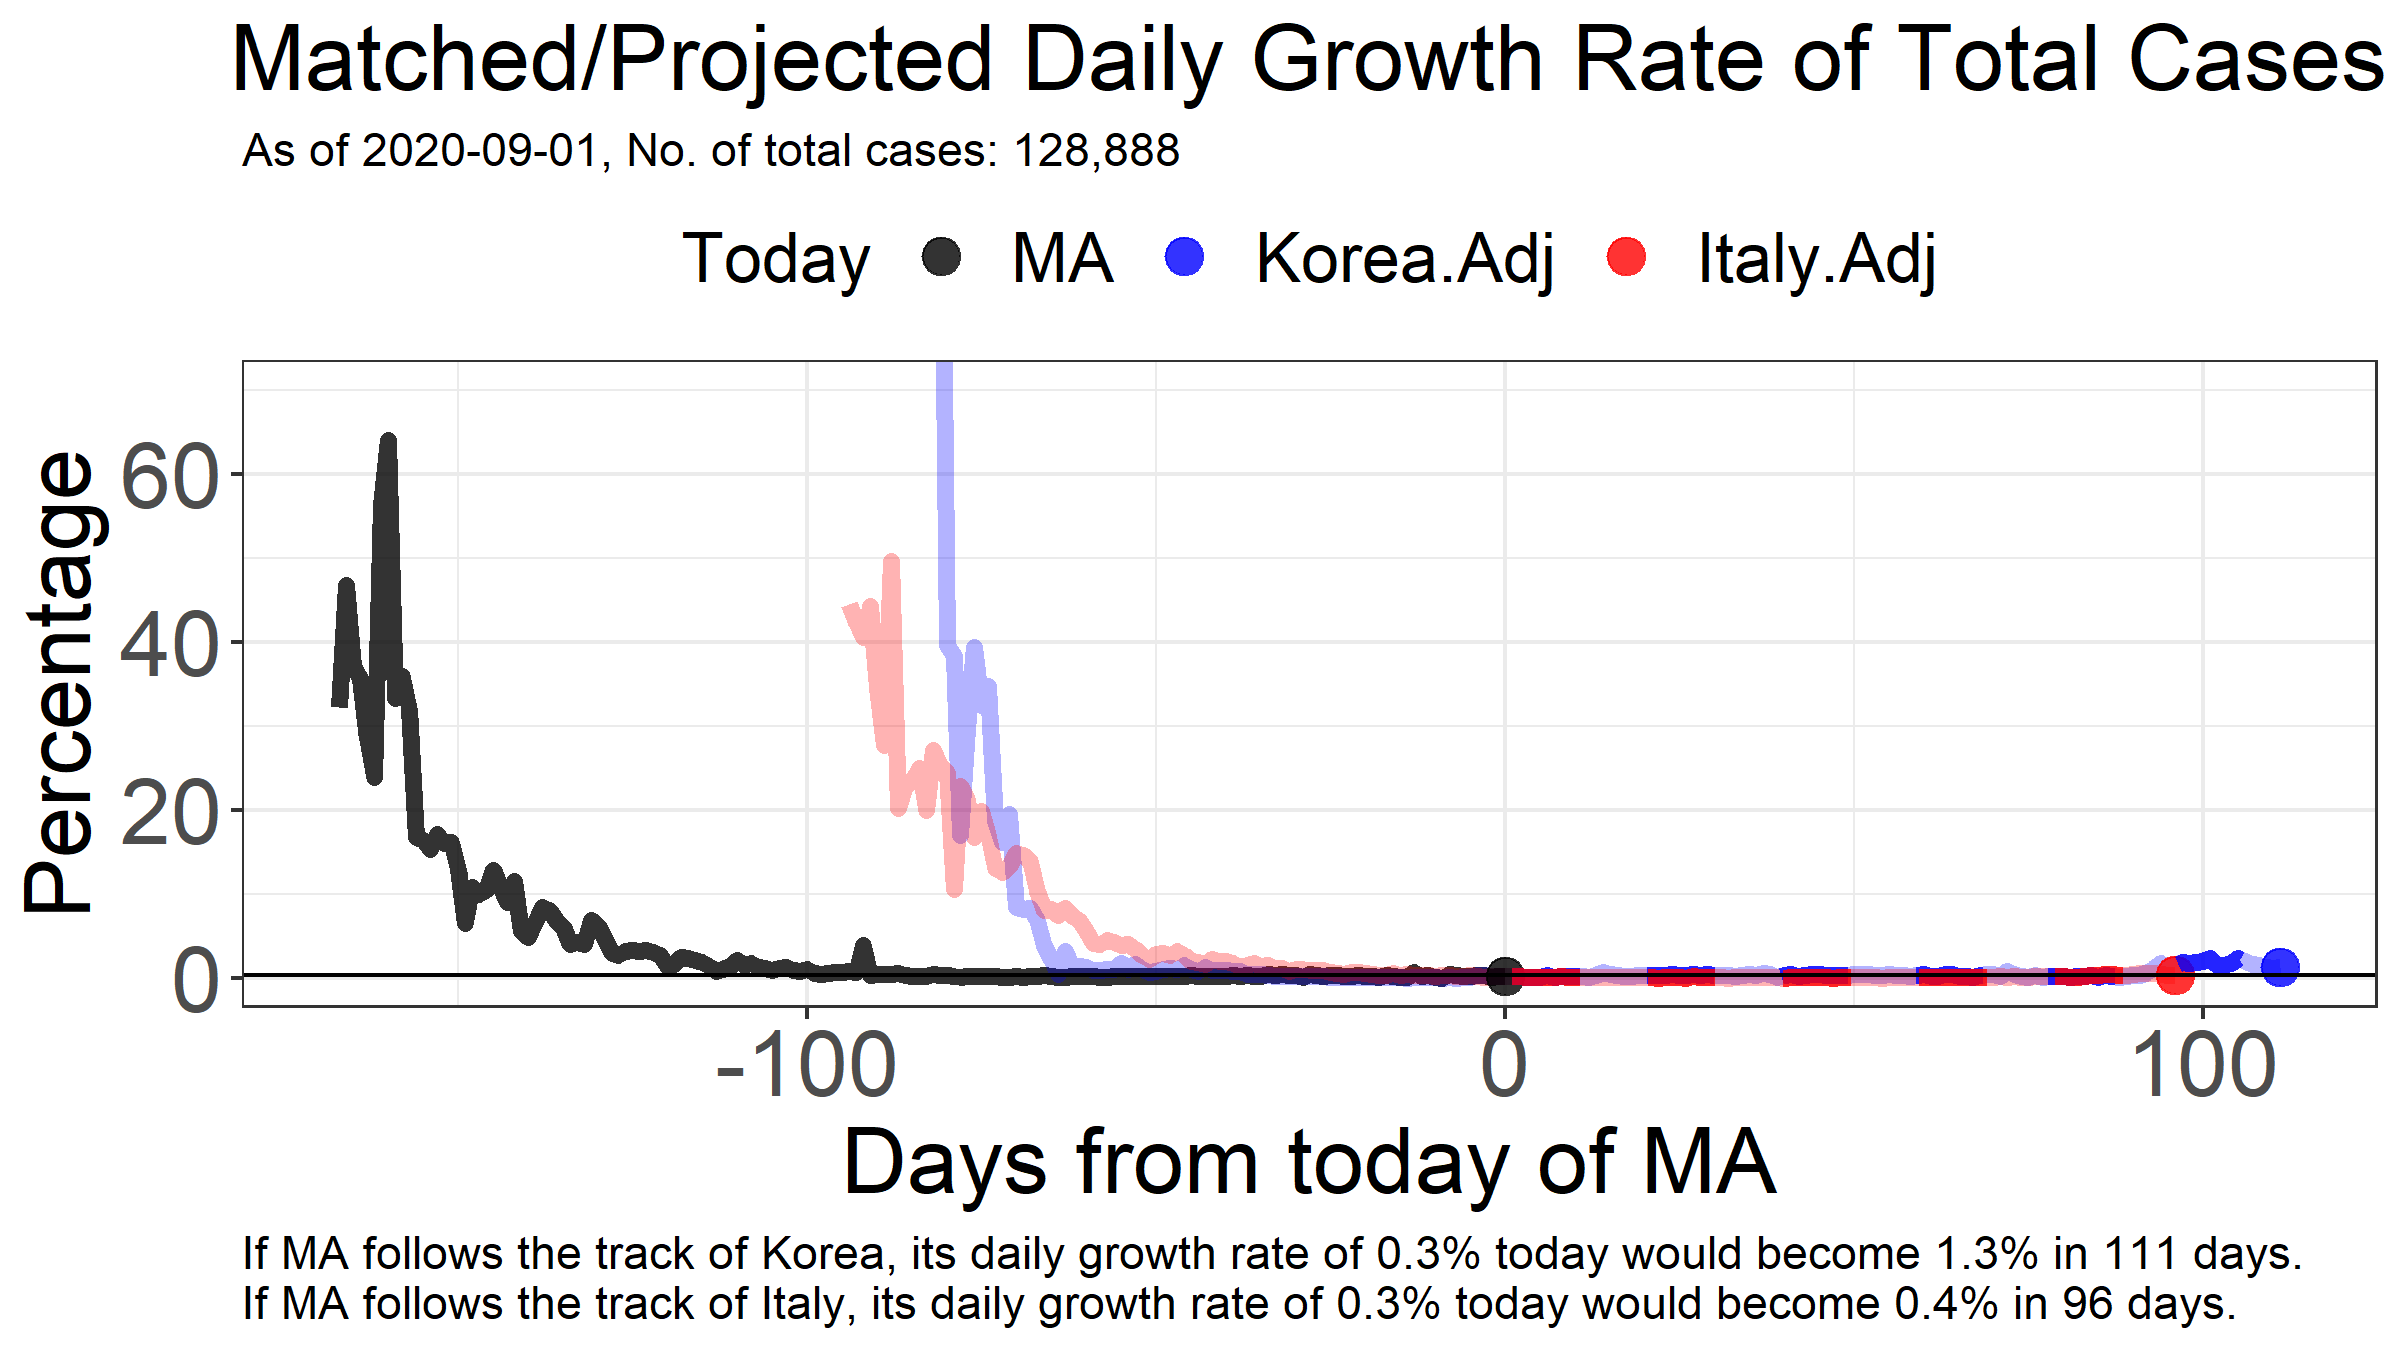 Matched/Projected Daily Growth Rate of Total Cases
As of 2020-09-01, No. of total cases: 128,888
Today MA Korea.Adj Italy.Adj
Percentage
60
40
20
0
-100 0 100
Days from today of MA
If MA follows the track of Korea, its daily growth rate of 0.3% today would become 1.3% in 111 days.
If MA follows the track of Italy, its daily growth rate of 0.3% today would become 0.4% in 96 days.